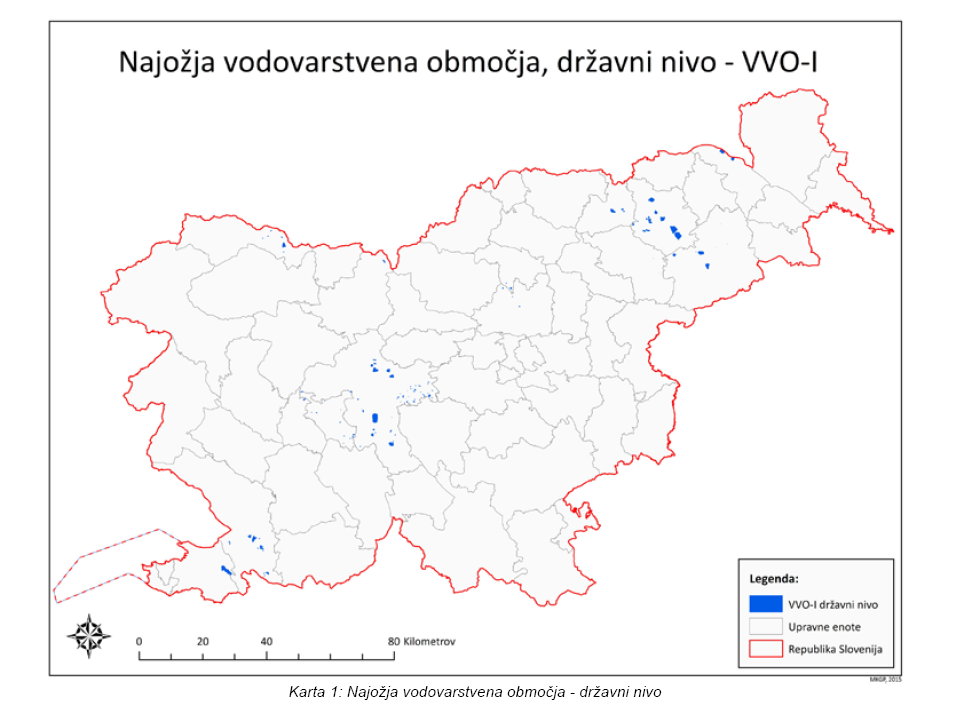 Najožja vodovarstvena območja, državni nivo - VVO-I
Legenda:
VVO-I državni nivo
Upravne enote
Republika Slovenija
0 20 40 80 Kilometrov
MKGP, 2015
Karta 1: Najožja vodovarstvena območja - državni nivo